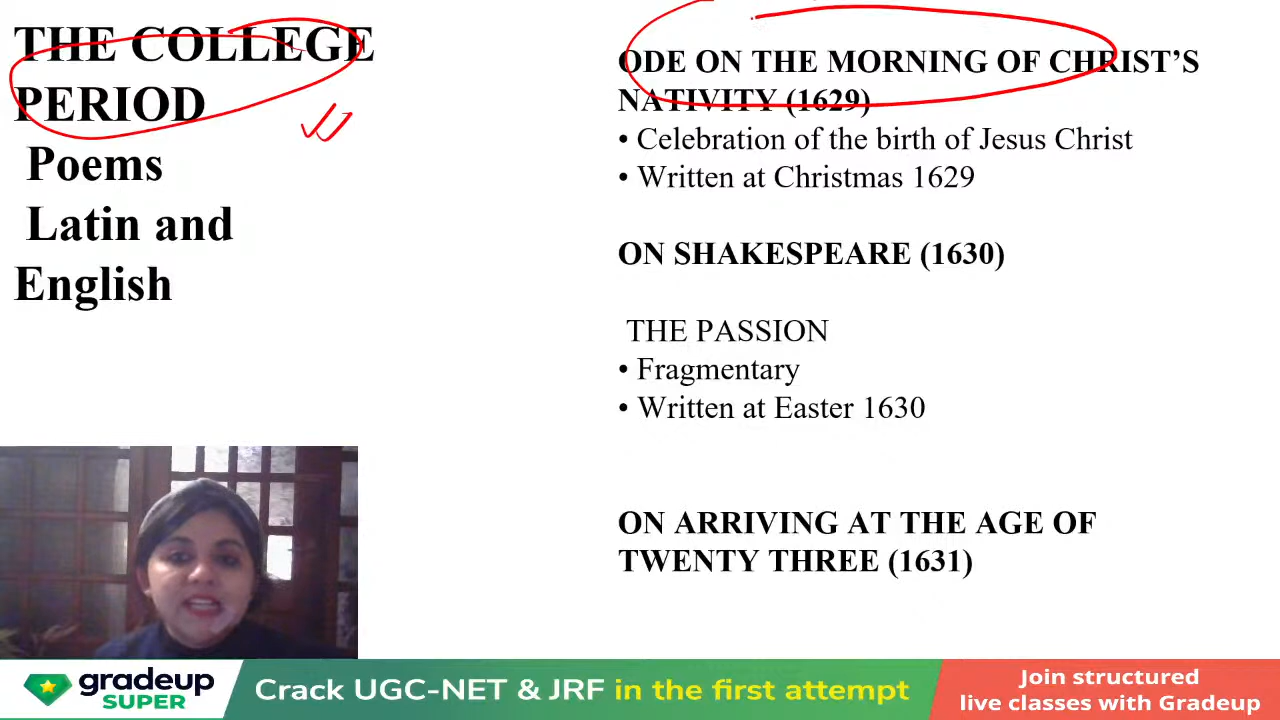 THE COLLEGE
PERIOD
Poems
Latin and
English
ODE ON THE MORNING OF CHRIST’S
NATIVITY (1629)
• Celebration of the birth of Jesus Christ
• Written at Christmas 1629
ON SHAKESPEARE (1630)
THE PASSION
• Fragmentary
• Written at Easter 1630
ON ARRIVING AT THE AGE OF
TWENTY THREE (1631)
gradeup
SUPER
Crack UGC-NET & JRF in the first attempt
Join structured
live classes with Gradeup